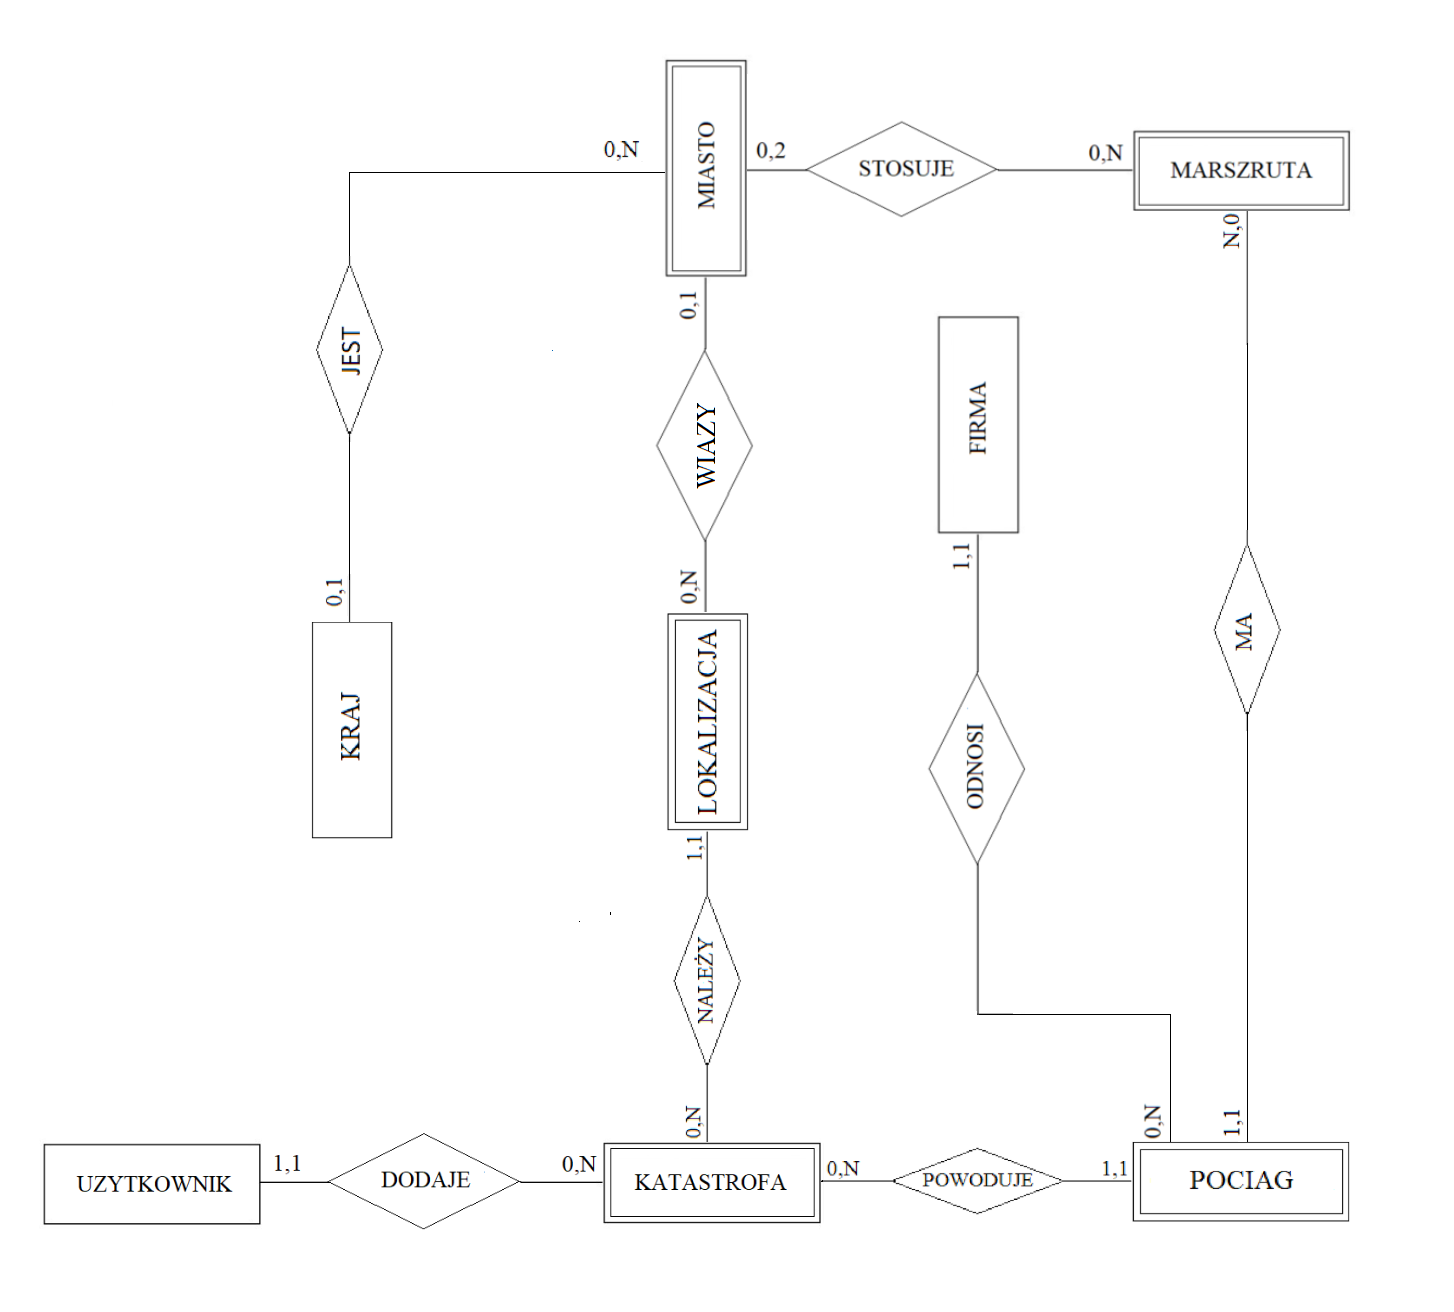 0,N
MIASTO
0,2
STOSUJE
0,N
MARSZRUTA
N,0
0,1
JEST
WIAZY
FIRMA
0,1
0,N
1,1
KRAJ
LOKALIZACJA
ODNOSI
MA
1,1
NALEŻY
0,N
0,N
1,1
UZYTKOWNIK
1,1
DODAJE
0,N
KATASTROFA
0,N
POWODUJE
1,1
POCIAG